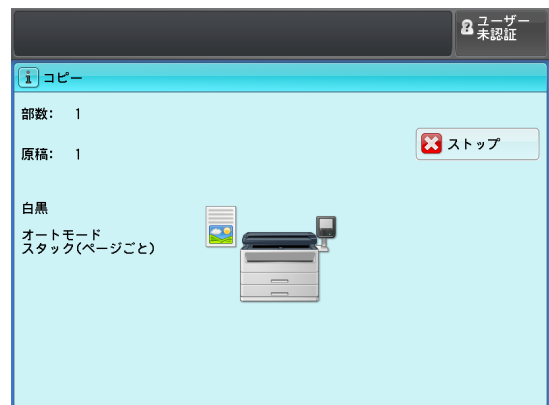 ユーザー
未認証
i コピー
部数： 1
ストップ
原稿： 1
白黒
オートモード
スタック(ページごと)